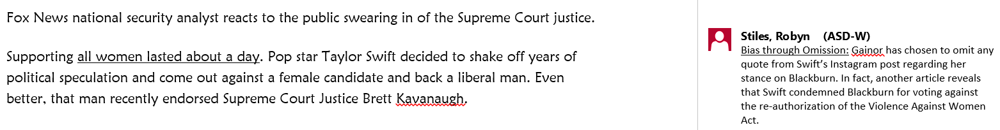 Fox News national security analyst reacts to the public swearing in of the Supreme Court justice.
Supporting all women lasted about a day. Pop star Taylor Swift decided to shake off years of
political speculation and come out against a female candidate and back a liberal man. Even
better, that man recently endorsed Supreme Court Justice Brett Kavanaugh.
Stiles, Robyn (ASD-W)
Bias through Omission: Gainor has chosen to omit any
quote from Swift's Instagram post regarding her
stance on Blackburn. In fact, another article reveals
that Swift condemned Blackburn for voting against
the re-authorization of the Violence Against Women
Act.